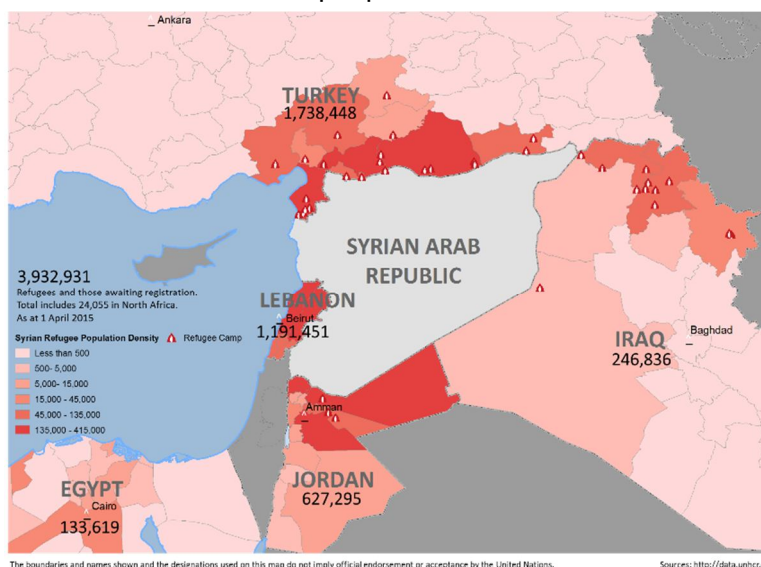 Ankara
TURKEY
1,738,448
SYRIAN ARAB
REPUBLIC
3,932,931
Refugees and those awaiting registration.
Total includes 24,055 in North Africa.
As at 1 April 2015
LEBANON
Beirut
1,191,451
Syrian Refugee Population Density
Refugee Camp
Less than 500
500- 5,000
5,000- 15,000
15,000 - 45,000
45,000 - 135,000
135,000 - 415,000
IRAQ
246,836
Baghdad
Amman
JORDAN
627,295
EGYPT
Cairo
133,619
The boundaries and names shown and the designations used on this map do not imply official endorsement or acceptance by the United Nations.
Sources: http://data.unhcr.